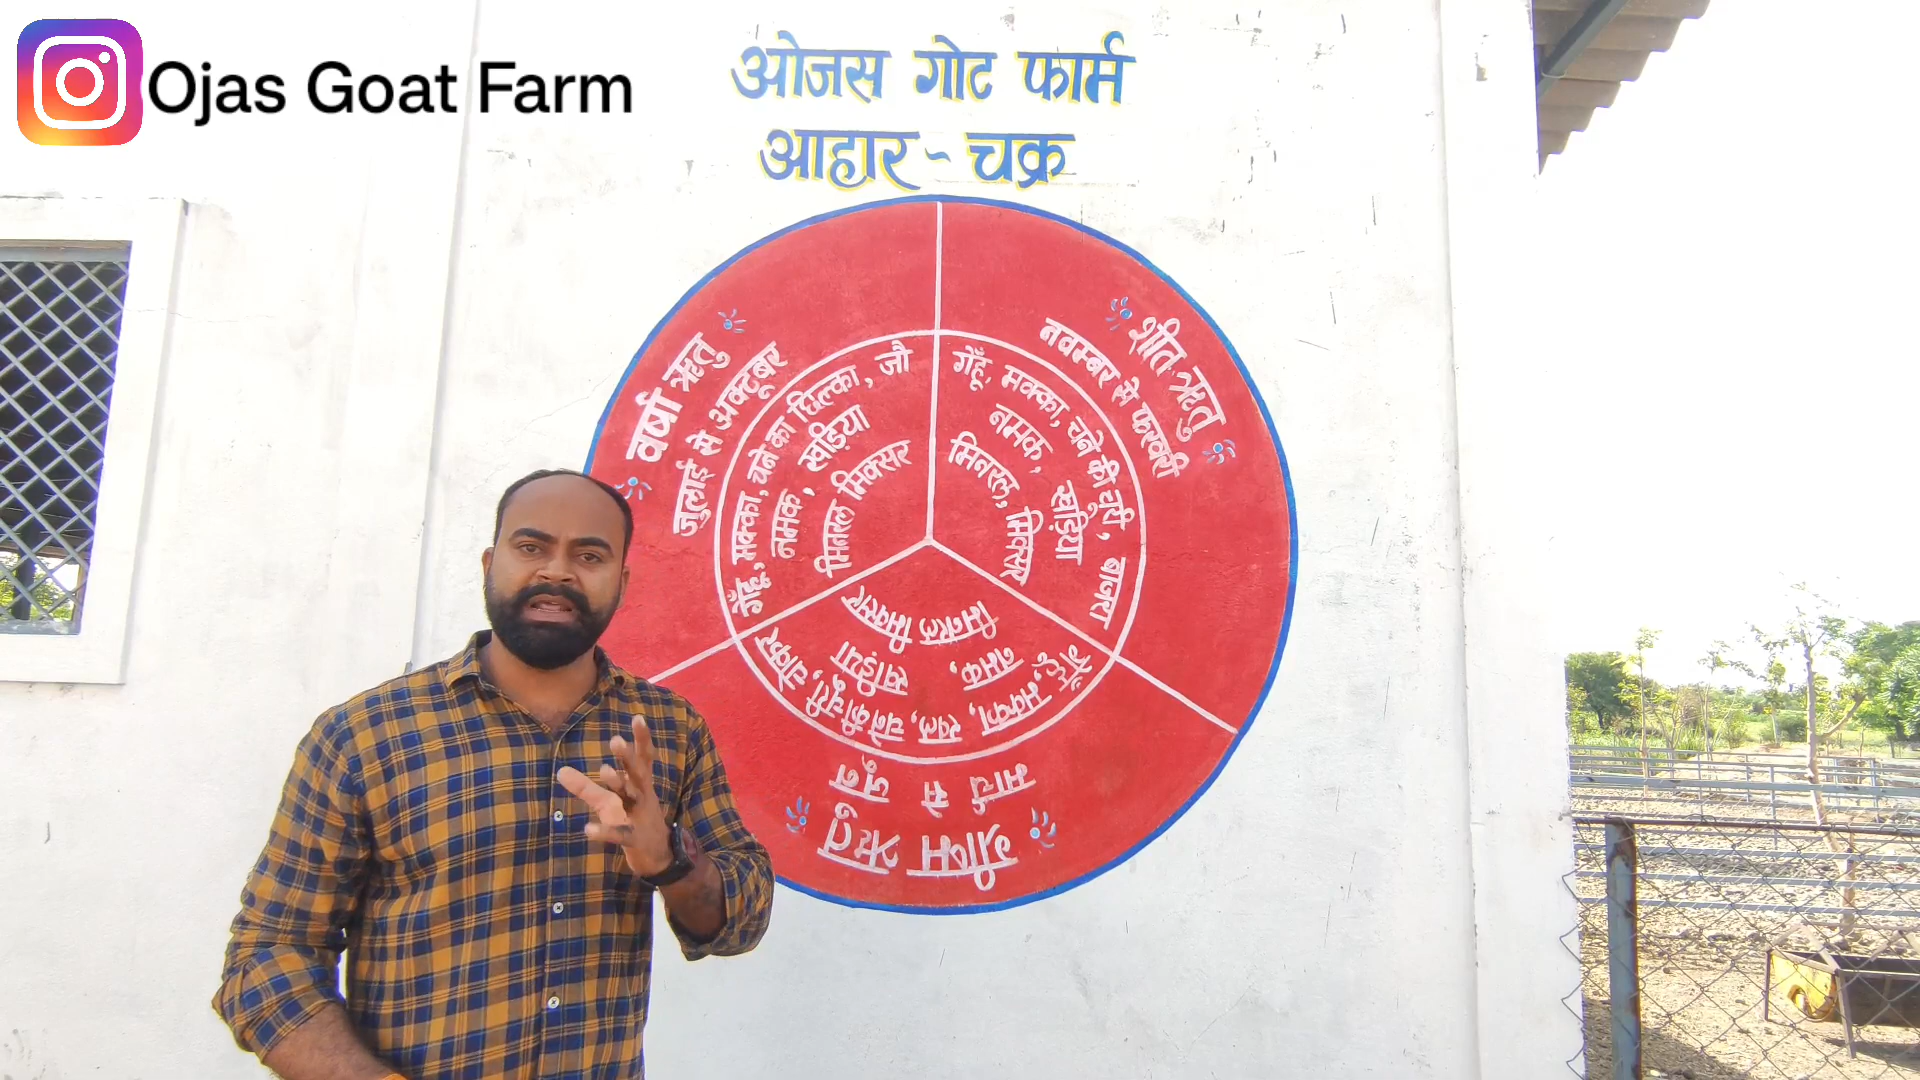 Ojas Goat Farm
ओजस गोट फार्म
आहार - चक्र
वर्षा ऋतु
जुलाई से अक्टूबर
गेँहू, मक्का, चने का छिल्का, जौ
नमक, खडिया
मिनरल मिक्सर
शीत ऋतु
नवम्बर से फरवरी
गेहूँ, मक्का, चने की चूरी, बाजरा
नमक, खड़िया
मिनरल, मिक्सर
ग्रीष्म ऋतु
मार्च से जून
गेहूँ, मक्का, खल, चने की चूरी, चोकर
नमक, खड़िया
मिनरल मिक्सर